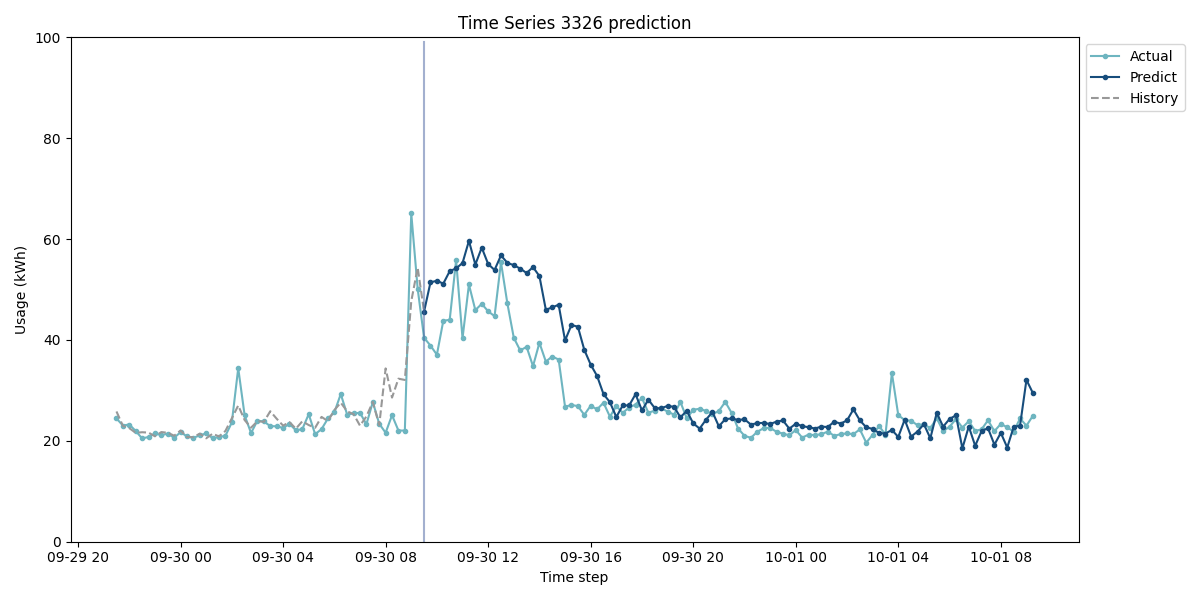 Time Series 3326 prediction
100
80
60
40
20
0
Usage (kWh)
09-29 20
09-30 00
09-30 04
09-30 08
09-30 12
09-30 16
09-30 20
10-01 00
10-01 04
10-01 08
Time step
Actual
Predict
History